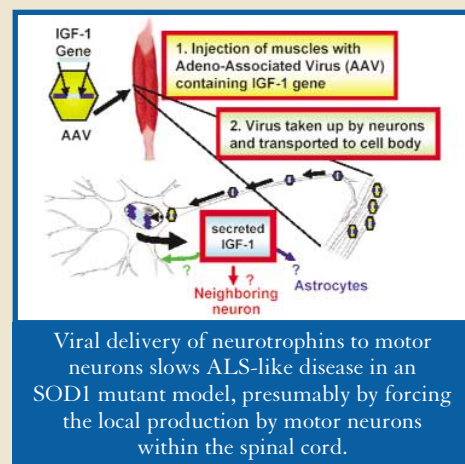 IGF-1
Gene
AAV
1. Injection of muscles with
Adeno-Associated Virus (AAV)
containing IGF-1 gene
2. Virus taken up by neurons
and transported to cell body
secreted
IGF-1
?
?
?
Neighboring
neuron
Astrocytes
Viral delivery of neurotrophins to motor
neurons slows ALS-like disease in an
SOD1 mutant model, presumably by forcing
the local production by motor neurons
within the spinal cord.